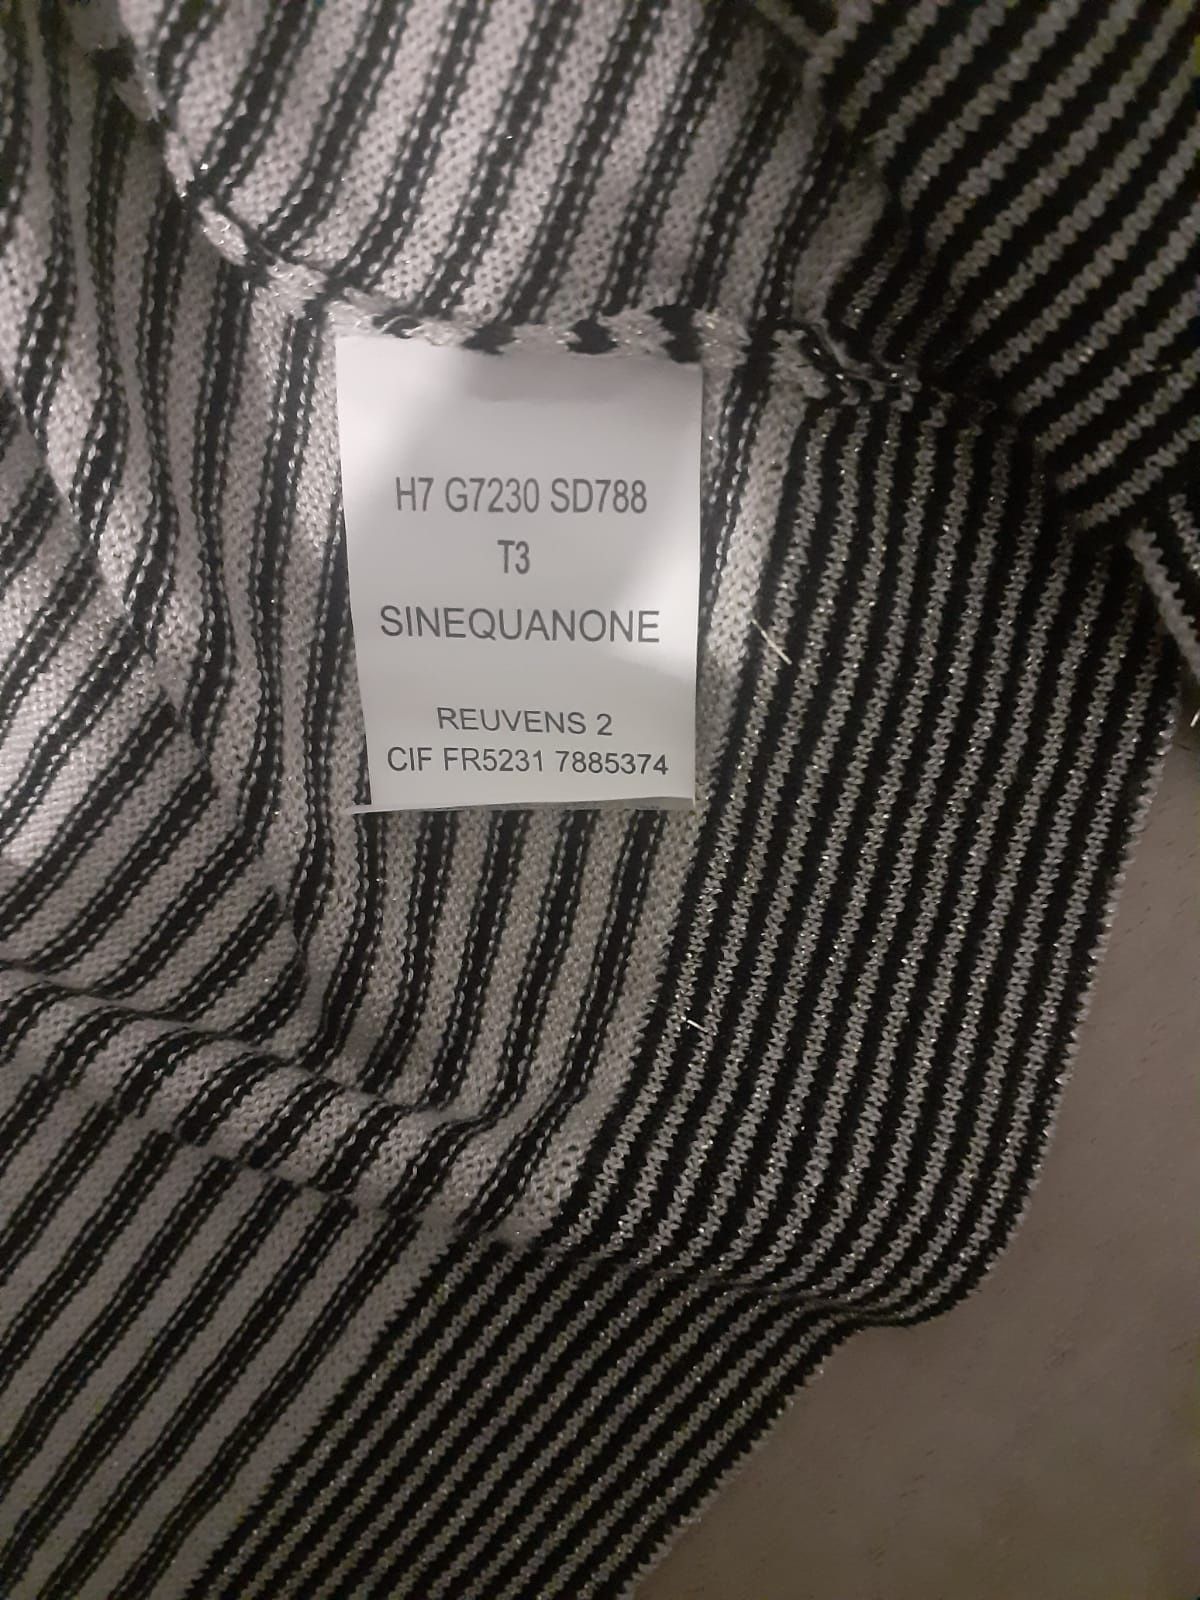 H7 G7230 SD788
T3
SINEQUANONE
REUVENS 2
CIF FR5231 7885374